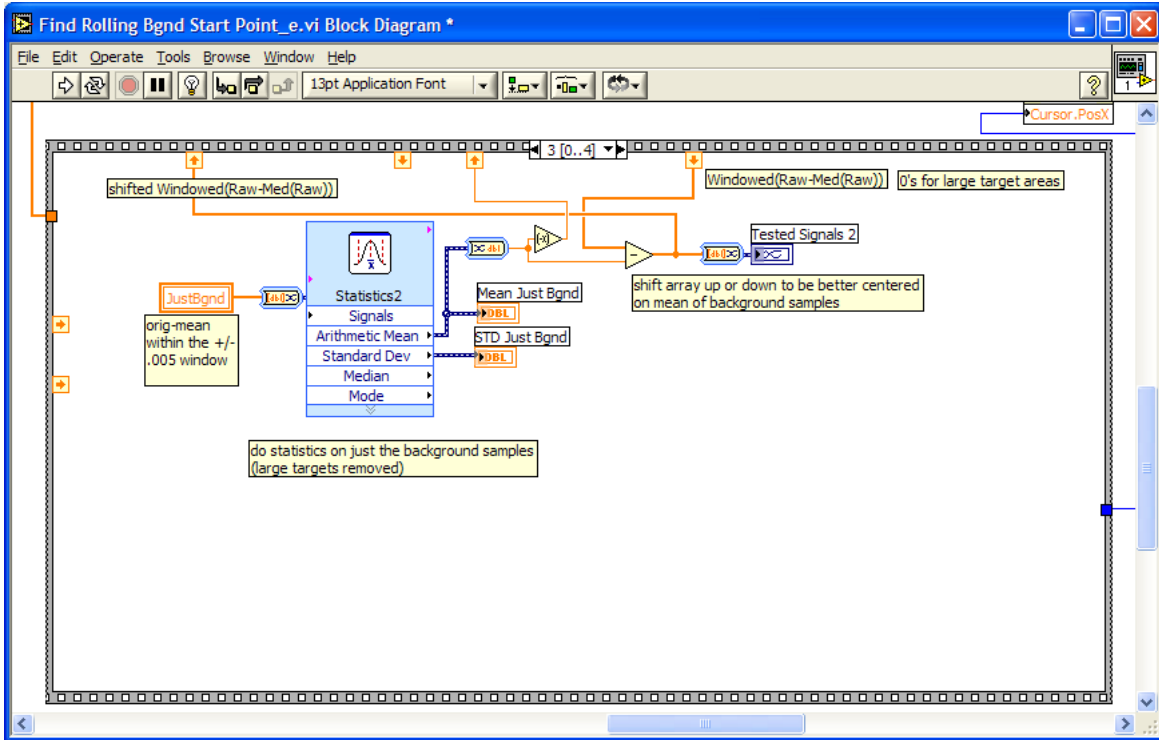 Find Rolling Bgnd Start Point_e.vi Block Diagram *
File Edit Operate Tools Browse Window Help
13pt Application Font
?
1
Cursor.PosX
3 [0..4]
shifted Windowed(Raw-Med(Raw))
Windowed(Raw-Med(Raw))
0's for large target areas
Tested Signals 2
shift array up or down to be better centered
on mean of background samples
JustBgnd
orig-mean
within the +/-
.005 window
Statistics2
Signals
Arithmetic Mean
Standard Dev
Median
Mode
Mean Just Bgnd
DBL
STD Just Bgnd
DBL
do statistics on just the background samples
(large targets removed)